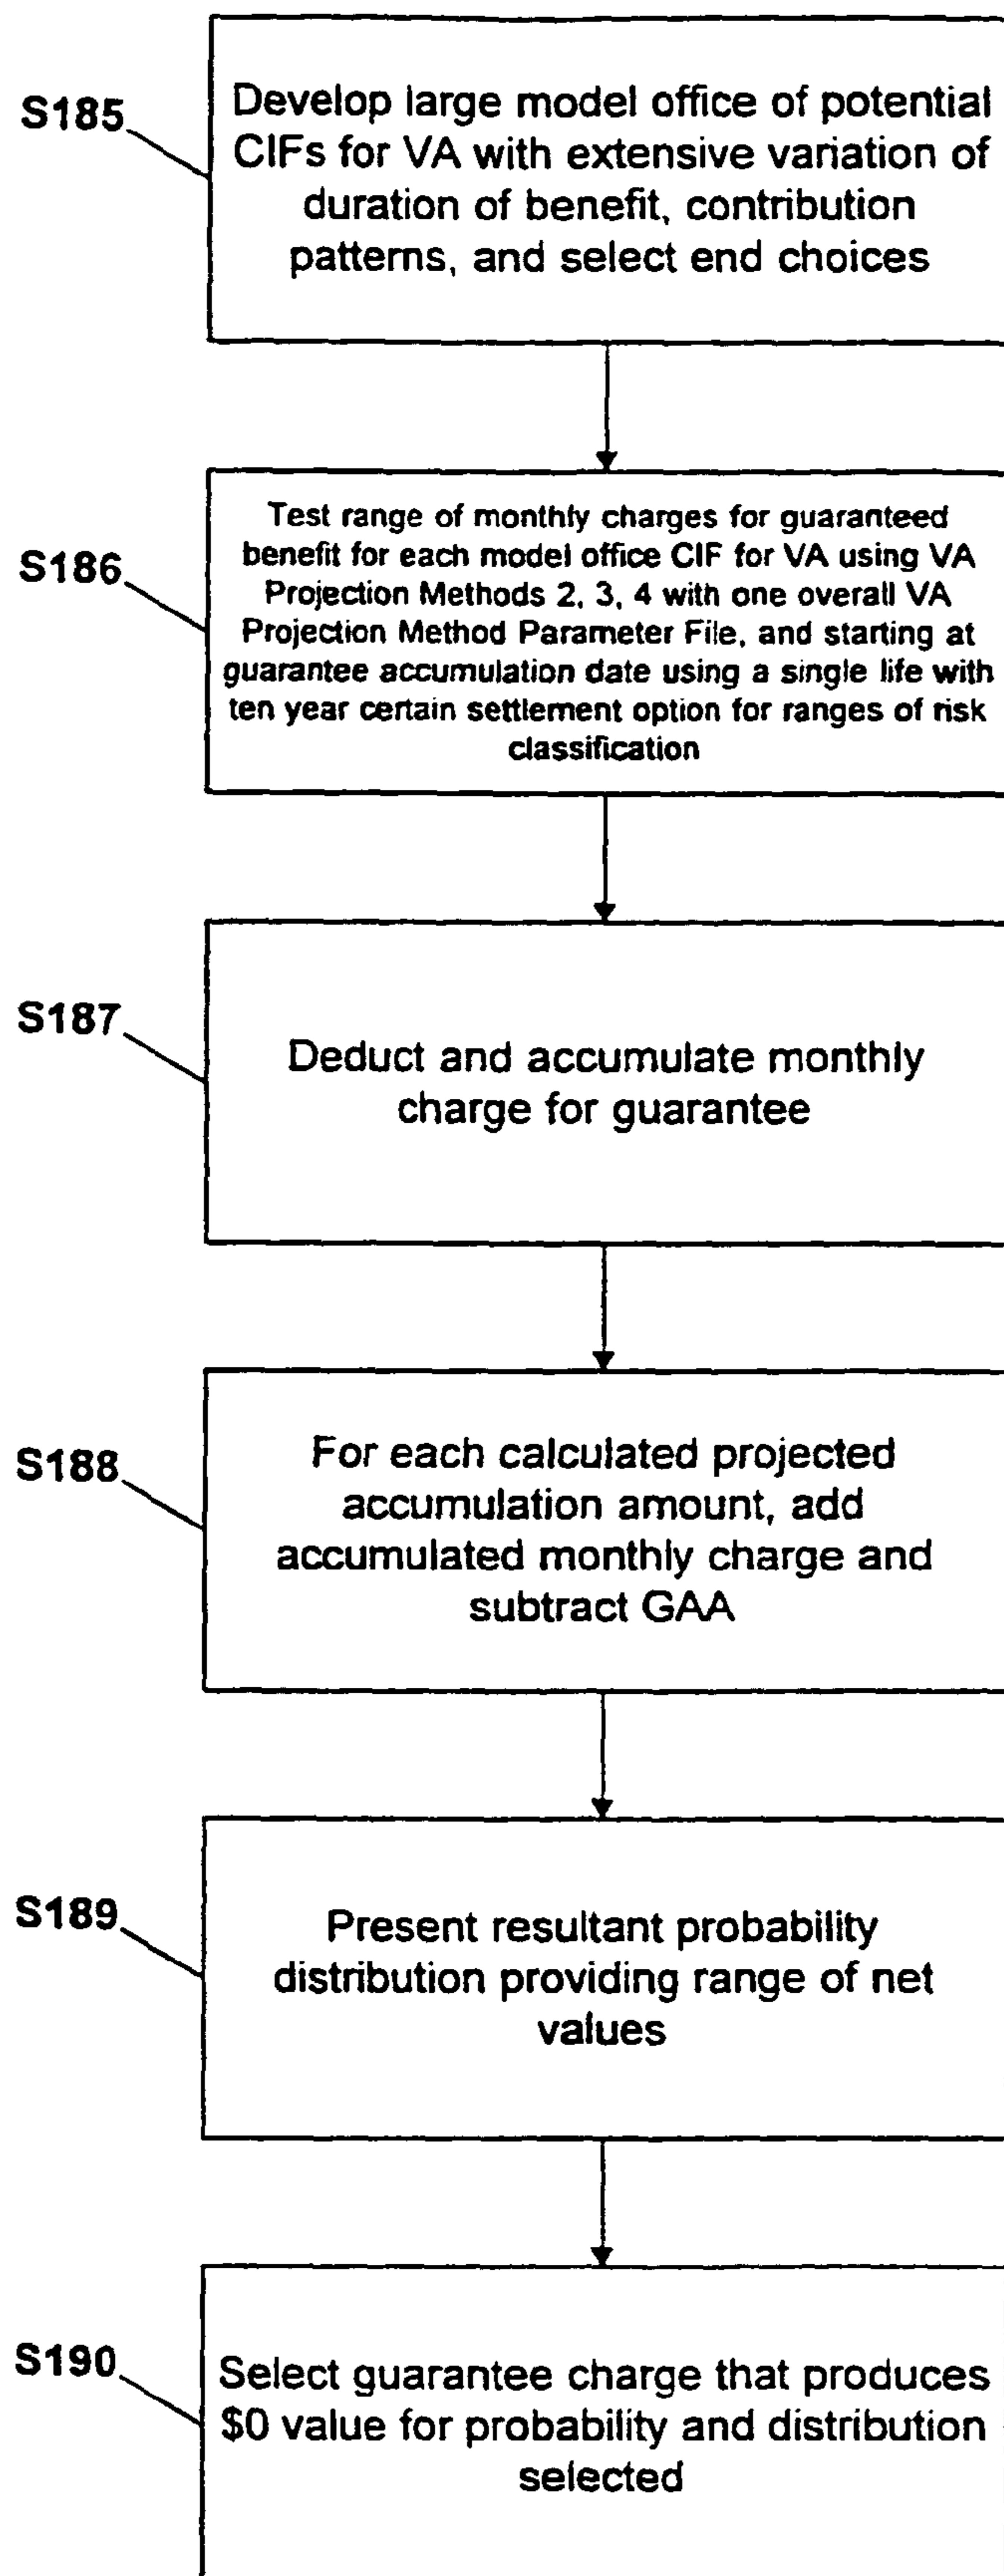 S185
Develop large model office of potential
CIFs for VA with extensive variation of
duration of benefit, contribution
patterns, and select end choices
S186
Test range of monthly charges for guaranteed
benefit for each model office CIF for VA using VA
Projection Methods 2, 3, 4 with one overall VA
Projection Method Parameter File, and starting at
guarantee accumulation date using a single life with
ten year certain settlement option for ranges of risk
classification
S187
Deduct and accumulate monthly
charge for guarantee
S188
For each calculated projected
accumulation amount, add
accumulated monthly charge and
subtract GAA
S189
Present resultant probability
distribution providing range of net
values
S190
Select guarantee charge that produces
$0 value for probability and distribution
selected